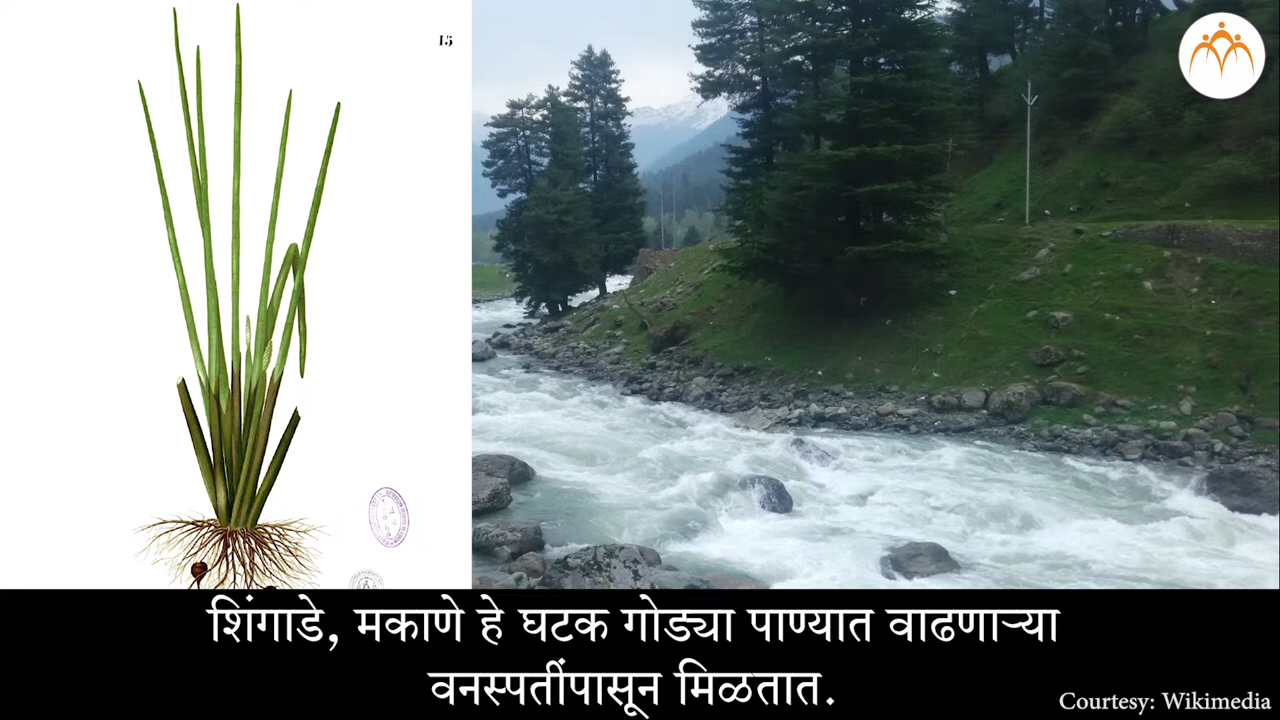 15
शिंगाडे, मकाणे हे घटक गोड्या पाण्यात वाढणाऱ्या
वनस्पतींपासून मिळतात.
Courtesy: Wikimedia